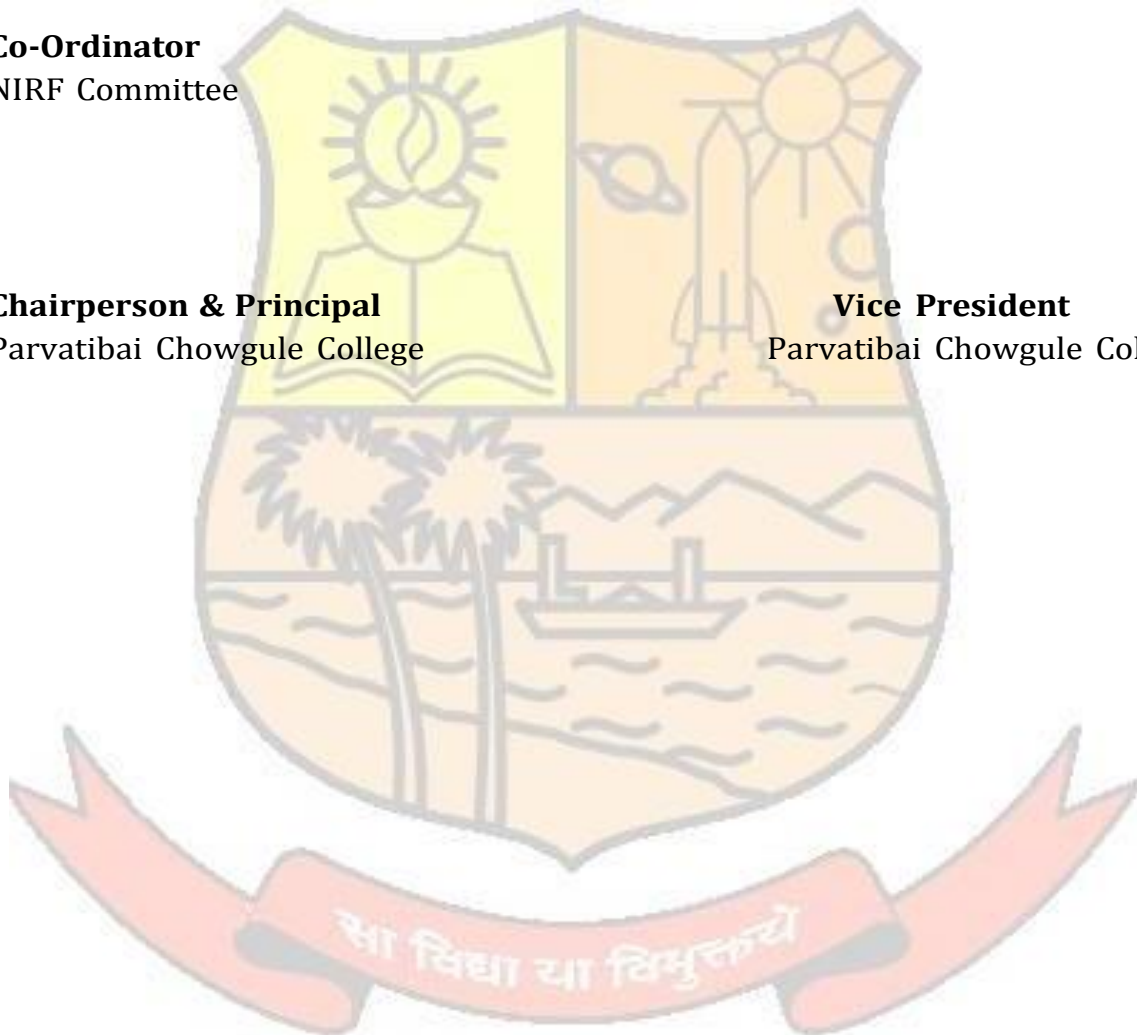 Co-Ordinator
NIRF Committee
Chairperson & Principal Vice President
Parvatibai Chowgule College Parvatibai Chowgule Col
सा विधा या विमुक्तये